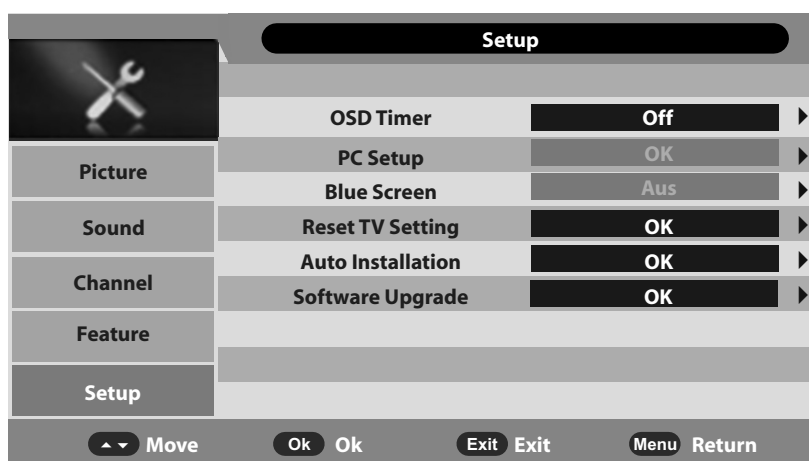 Setup
OSD Timer Off
PC Setup OK
Blue Screen Aus
Reset TV Setting OK
Auto Installation OK
Software Upgrade OK
Picture
Sound
Channel
Feature
Setup
Move Ok Ok Exit Exit Menu Return